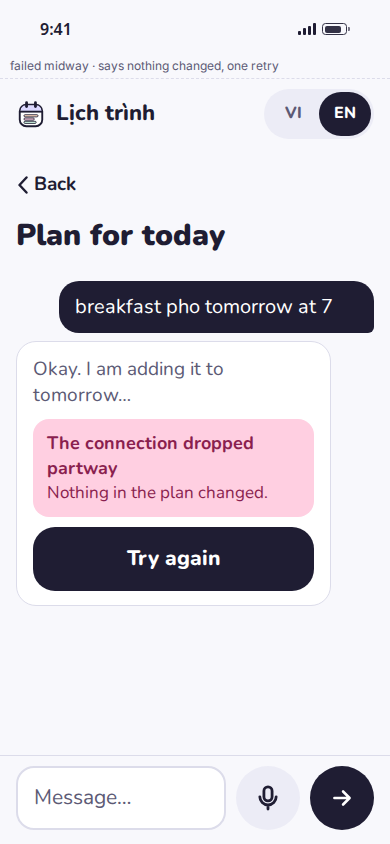 9:41
failed midway · says nothing changed, one retry
Lịch trình
VI
EN
Back
Plan for today
breakfast pho tomorrow at 7
Okay. I am adding it to
tomorrow...
The connection dropped
partway
Nothing in the plan changed.
Try again
Message...